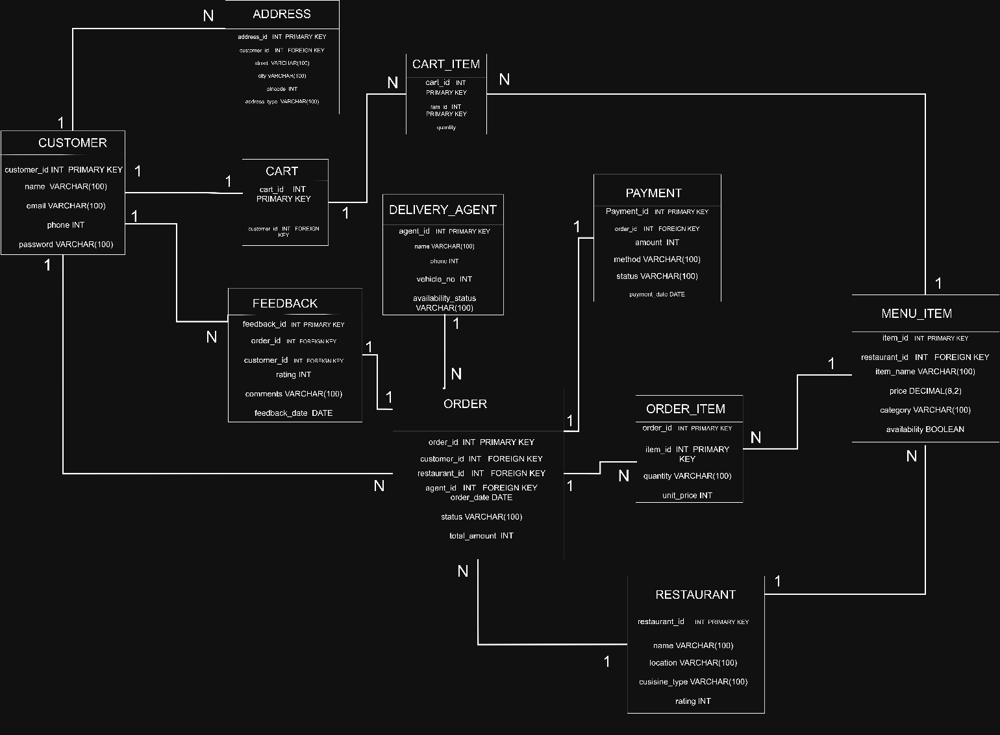 N
ADDRESS
address_id INT PRIMARY KEY
customer_id INT FOREIGN KEY
street VARCHAR(100)
city VARCHAR(100)
pincode INT
address_type VARCHAR(100)
1
CUSTOMER
customer_id INT PRIMARY KEY
name VARCHAR(100)
email VARCHAR(100)
phone INT
password VARCHAR(100)
1
1
1
1
CART
cart_id INT
PRIMARY KEY
customer_id INT FOREIGN
KEY
1
N
CART_ITEM
cart_id INT
PRIMARY KEY
item_id INT
PRIMARY KEY
quantity
N
DELIVERY_AGENT
agent_id INT PRIMARY KEY
name VARCHAR(100)
phone INT
vehicle_no INT
availability_status
VARCHAR(100)
1
N
PAYMENT
Payment_id INT PRIMARY KEY
order_id INT FOREIGN KEY
amount INT
method VARCHAR(100)
status VARCHAR(100)
payment_date DATE
1
1
FEEDBACK
feedback_id INT PRIMARY KEY
order_id INT FOREIGN KEY
customer_id INT FOREIGN KEY
rating INT
comments VARCHAR(100)
feedback_date DATE
N
1
1
ORDER
order_id INT PRIMARY KEY
customer_id INT FOREIGN KEY
restaurant_id INT FOREIGN KEY
agent_id INT FOREIGN KEY
order_date DATE
status VARCHAR(100)
total_amount INT
N
1
1
N
N
ORDER_ITEM
order_id INT PRIMARY KEY
item_id INT PRIMARY
KEY
quantity VARCHAR(100)
unit_price INT
N
1
1
MENU_ITEM
item_id INT PRIMARY KEY
restaurant_id INT FOREIGN KEY
item_name VARCHAR(100)
price DECIMAL(8,2)
category VARCHAR(100)
availability BOOLEAN
N
1
1
RESTAURANT
restaurant_id INT PRIMARY KEY
name VARCHAR(100)
location VARCHAR(100)
cusisine_type VARCHAR(100)
rating INT